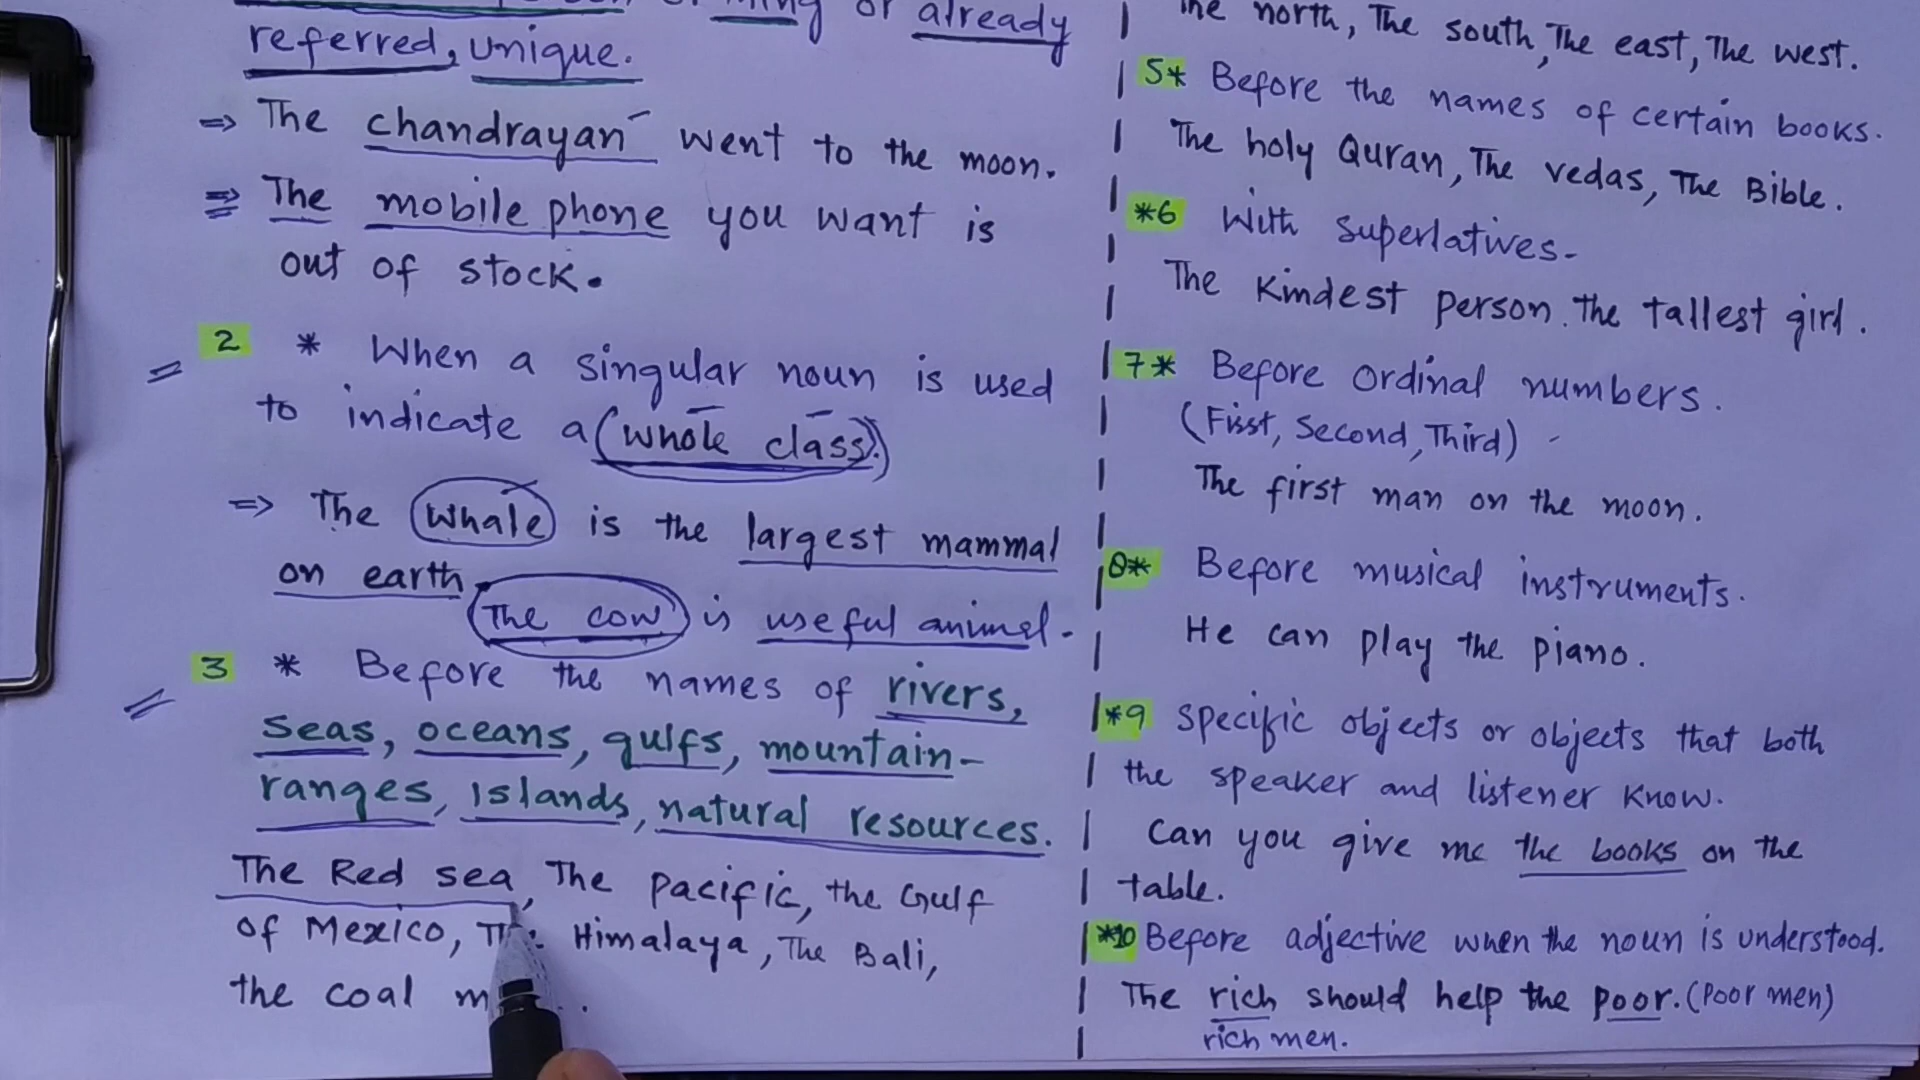 or already
referred, unique.
⇒ The chandrayan went to the moon.
⇒ The mobile phone you want is
out of stock.
2 * When a singular noun is used
to indicate a (whole class.)
⇒ The whale is the largest mammal
on earth. The cow is useful animal.
3 * Before the names of rivers,
seas, oceans, gulfs, mountain-
ranges, islands, natural resources.
The Red sea, The pacific, the Gulf
of Mexico, The Himalaya, The Bali,
the coal
The north, The south, The east, The west.
5* Before the names of certain books.
The holy Quran, The vedas, The Bible.
*6 With superlatives-
The kindest person. The tallest girl.
7* Before ordinal numbers.
(First, Second, Third) -
The first man on the moon.
8* Before musical instruments.
He can play the piano.
*9 specific objects or objects that both
the speaker and listener know.
Can you give me the books on the
table.
*10 Before adjective when the noun is understood.
The rich should help the poor. (poor men)
rich men.